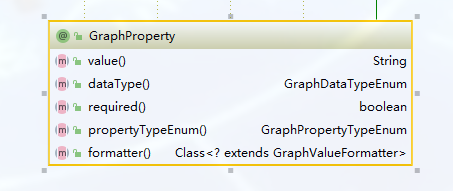 @ GraphProperty
m value() String
m dataType() GraphDataTypeEnum
m required() boolean
m propertyTypeEnum() GraphPropertyTypeEnum
m formatter() Class<? extends GraphValueFormatter>